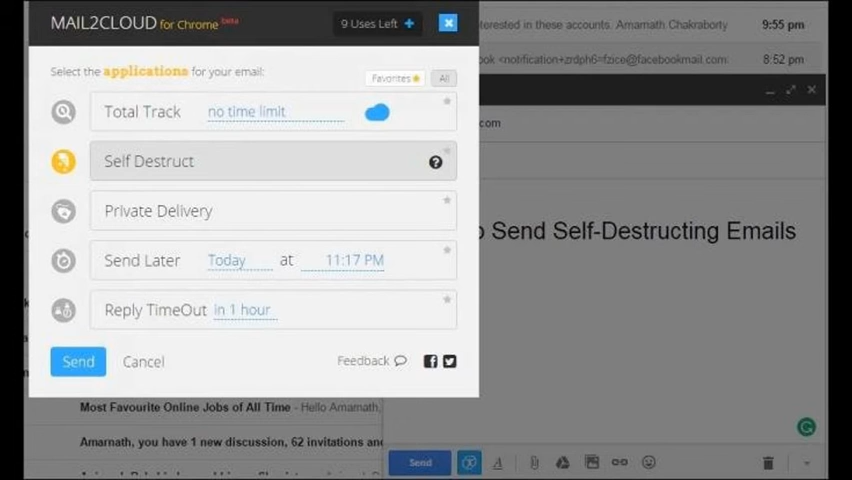 MAIL2CLOUD for Chrome beta
9 Uses Left +
Select the applications for your email:
Favorites
All
Total Track no time limit
Self Destruct
?
Private Delivery
Send Later Today at 11:17 PM
Reply TimeOut in 1 hour
Send Cancel
Feedback
terested in these accounts. Amarnath Chakraborty 9:55 pm
ook <notification+zrdph6=fzice@facebookmail.com 8:52 pm
com
Send Self-Destructing Emails
Most Favourite Online Jobs of All Time - Hello Amarnath,
Amarnath, you have 1 new discussion, 62 invitations and
Send